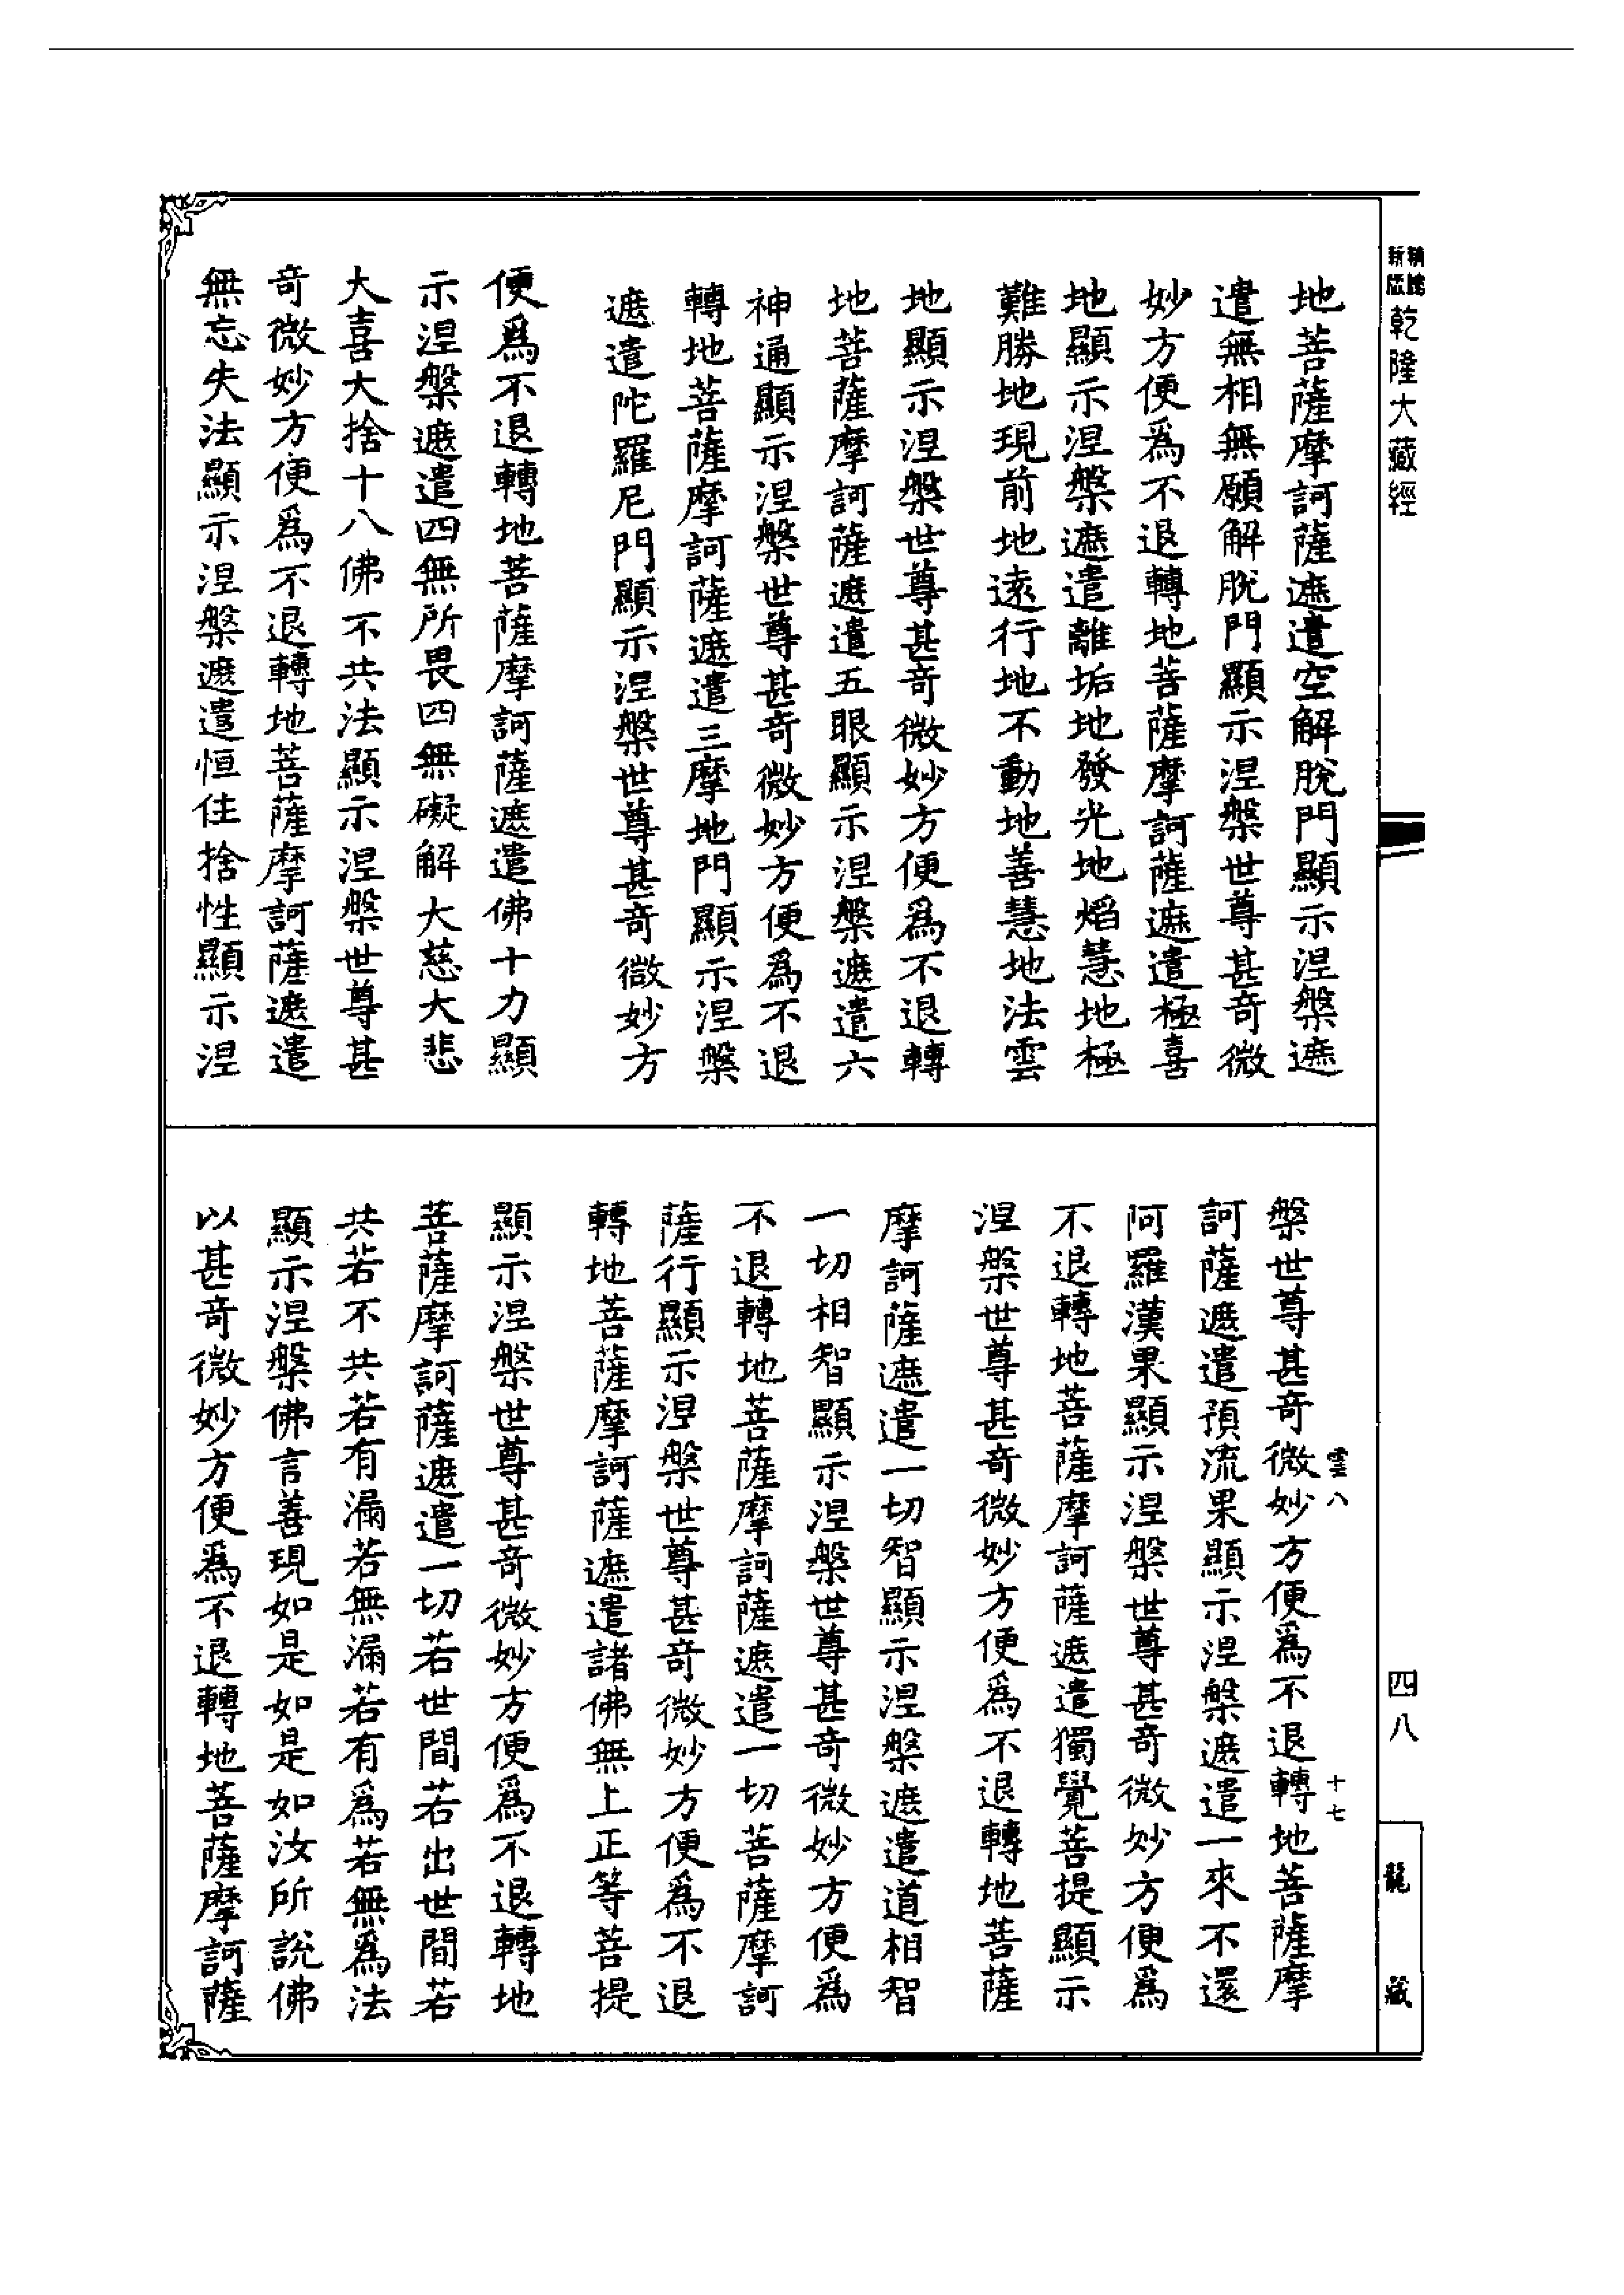 乾隆大藏經
地菩薩摩訶薩遮遣空解脫門顯示涅槃遮
遣無相無願解脫門顯示涅槃世尊甚奇微
妙方便爲不退轉地菩薩摩訶薩遮遣極喜
地顯示涅槃遮遣離垢地發光地焰慧地極
難勝地現前地遠行地不動地善慧地法雲
地顯示涅槃世尊甚奇微妙方便爲不退轉
地菩薩摩訶薩遮遣五眼顯示涅槃遮遣六
神通顯示涅槃世尊甚奇微妙方便爲不退
轉地菩薩摩訶薩遮遣三摩地門顯示涅槃
遮遣陀羅尼門顯示涅槃世尊甚奇微妙方
便爲不退轉地菩薩摩訶薩遮遣佛十力顯
示涅槃遮遣四無所畏四無礙解大慈大悲
大喜大捨十八佛不共法顯示涅槃世尊甚
奇微妙方便爲不退轉地菩薩摩訶薩遮遣
無忘失法顯示涅槃遮遣恒住捨性顯示涅
四八
龍藏
雲八
十七
槃世尊甚奇微妙方便爲不退轉地菩薩摩
訶薩遮遣預流果顯示涅槃遮遣一來不還
阿羅漢果顯示涅槃世尊甚奇微妙方便爲
不退轉地菩薩摩訶薩遮遣獨覺菩提顯示
涅槃世尊甚奇微妙方便爲不退轉地菩薩
摩訶薩遮遣一切智顯示涅槃遮遣道相智
一切相智顯示涅槃世尊甚奇微妙方便爲
不退轉地菩薩摩訶薩遮遣一切菩薩摩訶
薩行顯示涅槃世尊甚奇微妙方便爲不退
轉地菩薩摩訶薩遮遣諸佛無上正等菩提
顯示涅槃世尊甚奇微妙方便爲不退轉地
菩薩摩訶薩遮遣一切若世間若出世間若
共若不共若有漏若無漏若有爲若無爲法
顯示涅槃佛言善現如是如是如汝所說佛
以甚奇微妙方便爲不退轉地菩薩摩訶薩